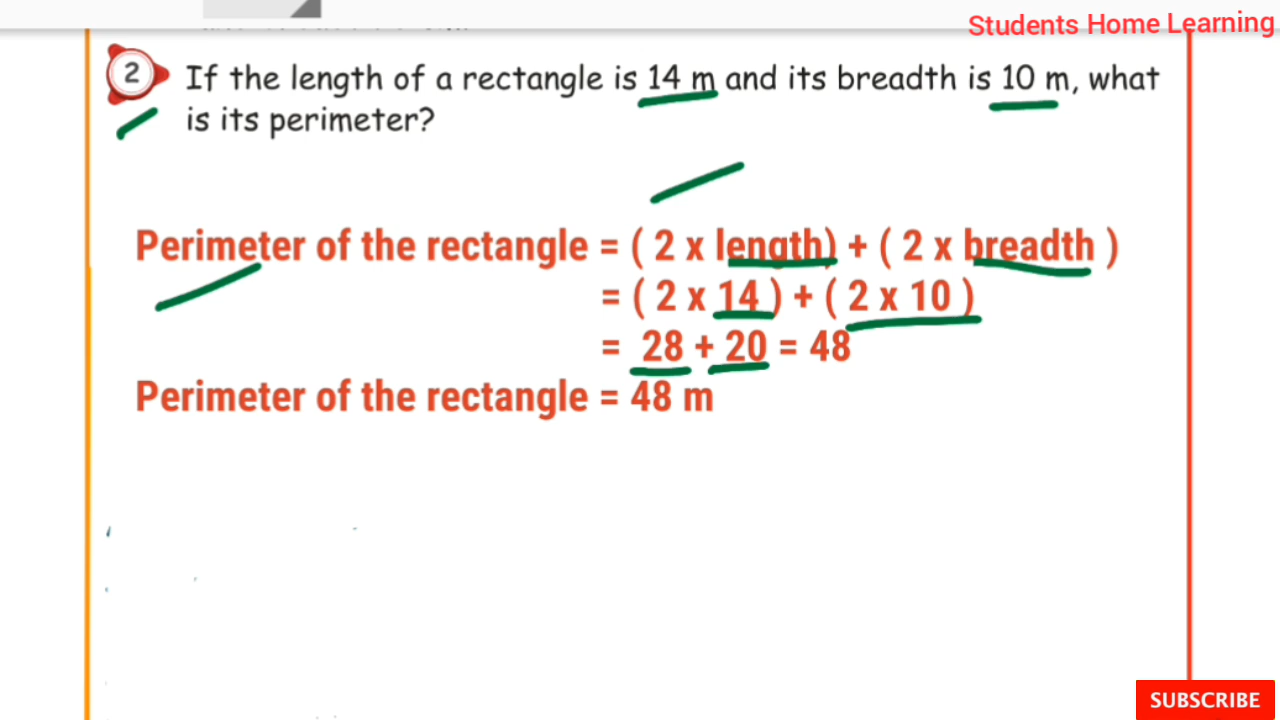 Students Home Learning
2 If the length of a rectangle is 14 m and its breadth is 10 m, what
is its perimeter?
Perimeter of the rectangle = ( 2 x length) + ( 2 x breadth )
= ( 2 x 14 ) + ( 2 x 10 )
= 28 + 20 = 48
Perimeter of the rectangle = 48 m
SUBSCRIBE